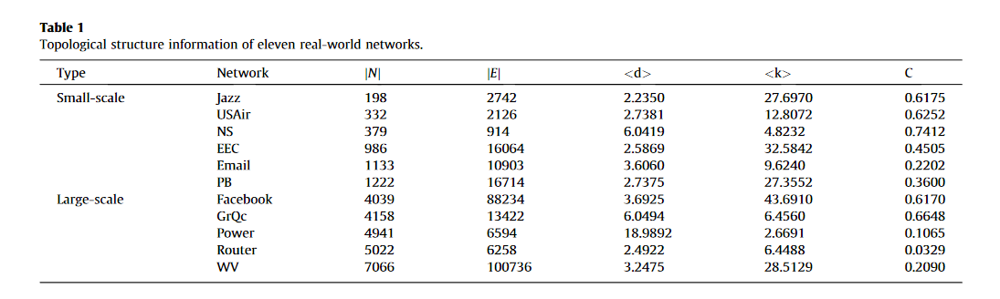 Table 1
Topological structure information of eleven real-world networks.
Type Network |N| |E| <d> <k> C
Small-scale Jazz 198 2742 2.2350 27.6970 0.6175
USAir 332 2126 2.7381 12.8072 0.6252
NS 379 914 6.0419 4.8232 0.7412
EEC 986 16064 2.5869 32.5842 0.4505
Email 1133 10903 3.6060 9.6240 0.2202
PB 1222 16714 2.7375 27.3552 0.3600
Large-scale Facebook 4039 88234 3.6925 43.6910 0.6170
GrQc 4158 13422 6.0494 6.4560 0.6648
Power 4941 6594 18.9892 2.6691 0.1065
Router 5022 6258 2.4922 6.4488 0.0329
WV 7066 100736 3.2475 28.5129 0.2090